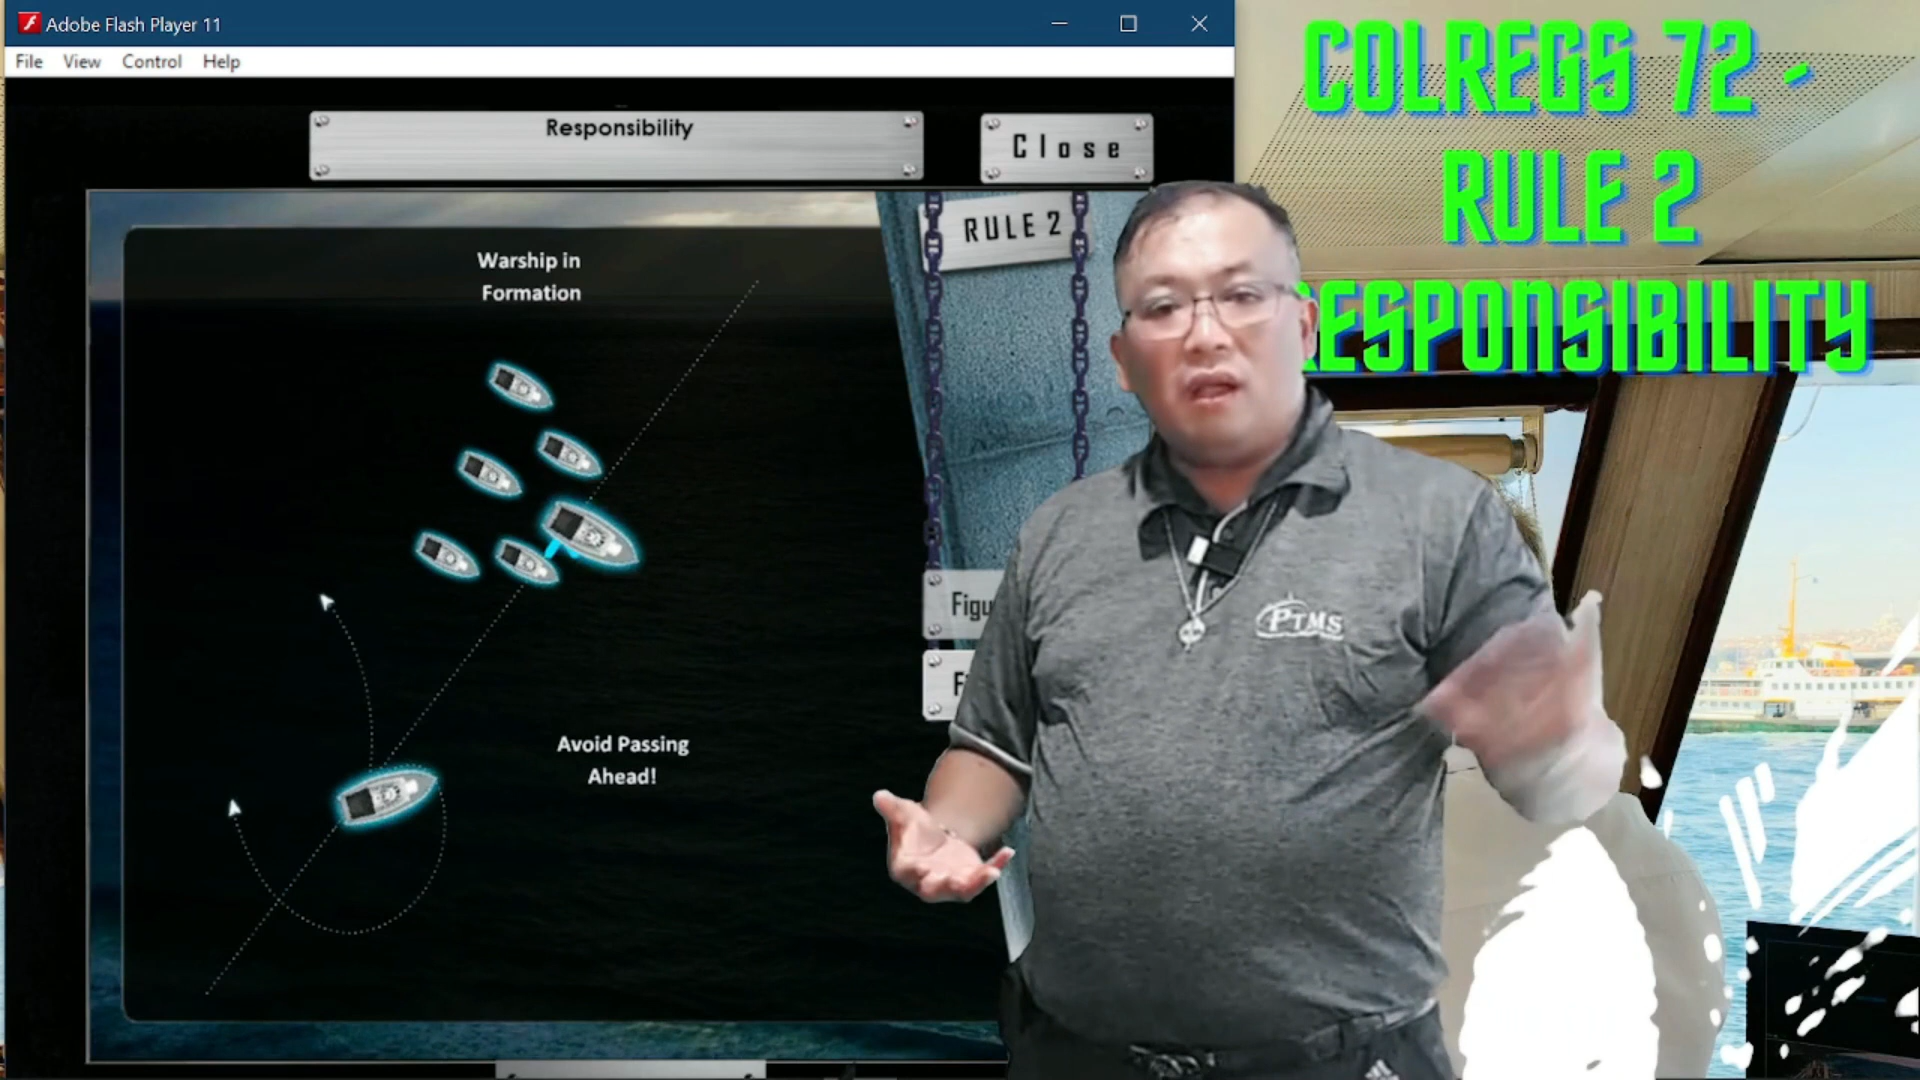 Adobe Flash Player 11
File View Control Help
Responsibility
Close
RULE 2
Warship in
Formation
Avoid Passing
Ahead!
PTMS
COLREGS 72 -
RULE 2
RESPONSIBILITY